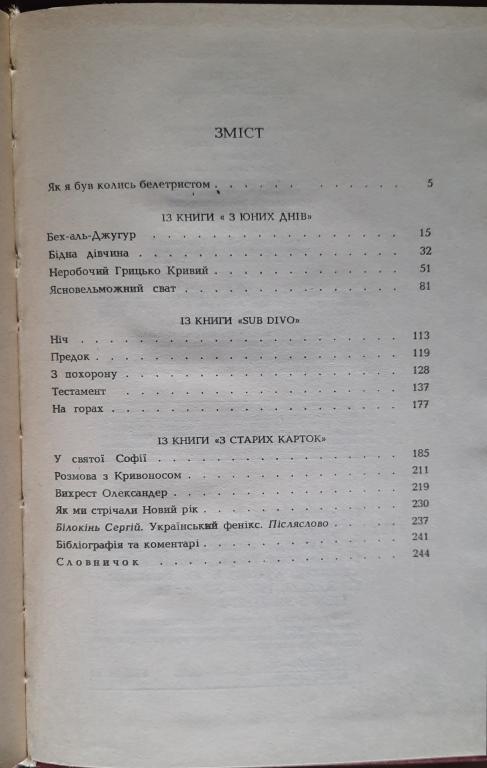 ЗМІСТ
Як я був колись белетристом . . . . . . . . . . . . . 5
ІЗ КНИГИ « З ЮНИХ ДНІВ»
Бех-аль-Джугур . . . . . . . . . . . . . . . . 15
Бідна дівчина . . . . . . . . . . . . . . . . 32
Неробочий Грицько Кривий . . . . . . . . . . . . 51
Ясновельможний сват . . . . . . . . . . . . . . 81
ІЗ КНИГИ «SUB DIVO»
Ніч . . . . . . . . . . . . . . . . . . . . 113
Предок . . . . . . . . . . . . . . . . . . . 119
З похорону . . . . . . . . . . . . . . . . . 128
Тестамент . . . . . . . . . . . . . . . . . 137
На горах . . . . . . . . . . . . . . . . . . 177
ІЗ КНИГИ «З СТАРИХ КАРТОК»
У святої Софії . . . . . . . . . . . . . . . 185
Розмова з Кривоносом . . . . . . . . . . . . . 211
Вихрест Олександер . . . . . . . . . . . . . . 219
Як ми стрічали Новий рік . . . . . . . . . . . . 230
Білокінь Сергій. Український фенікс. Післяслово . . . . 237
Бібліографія та коментарі . . . . . . . . . . . . 241
Словничок . . . . . . . . . . . . . . . . 244